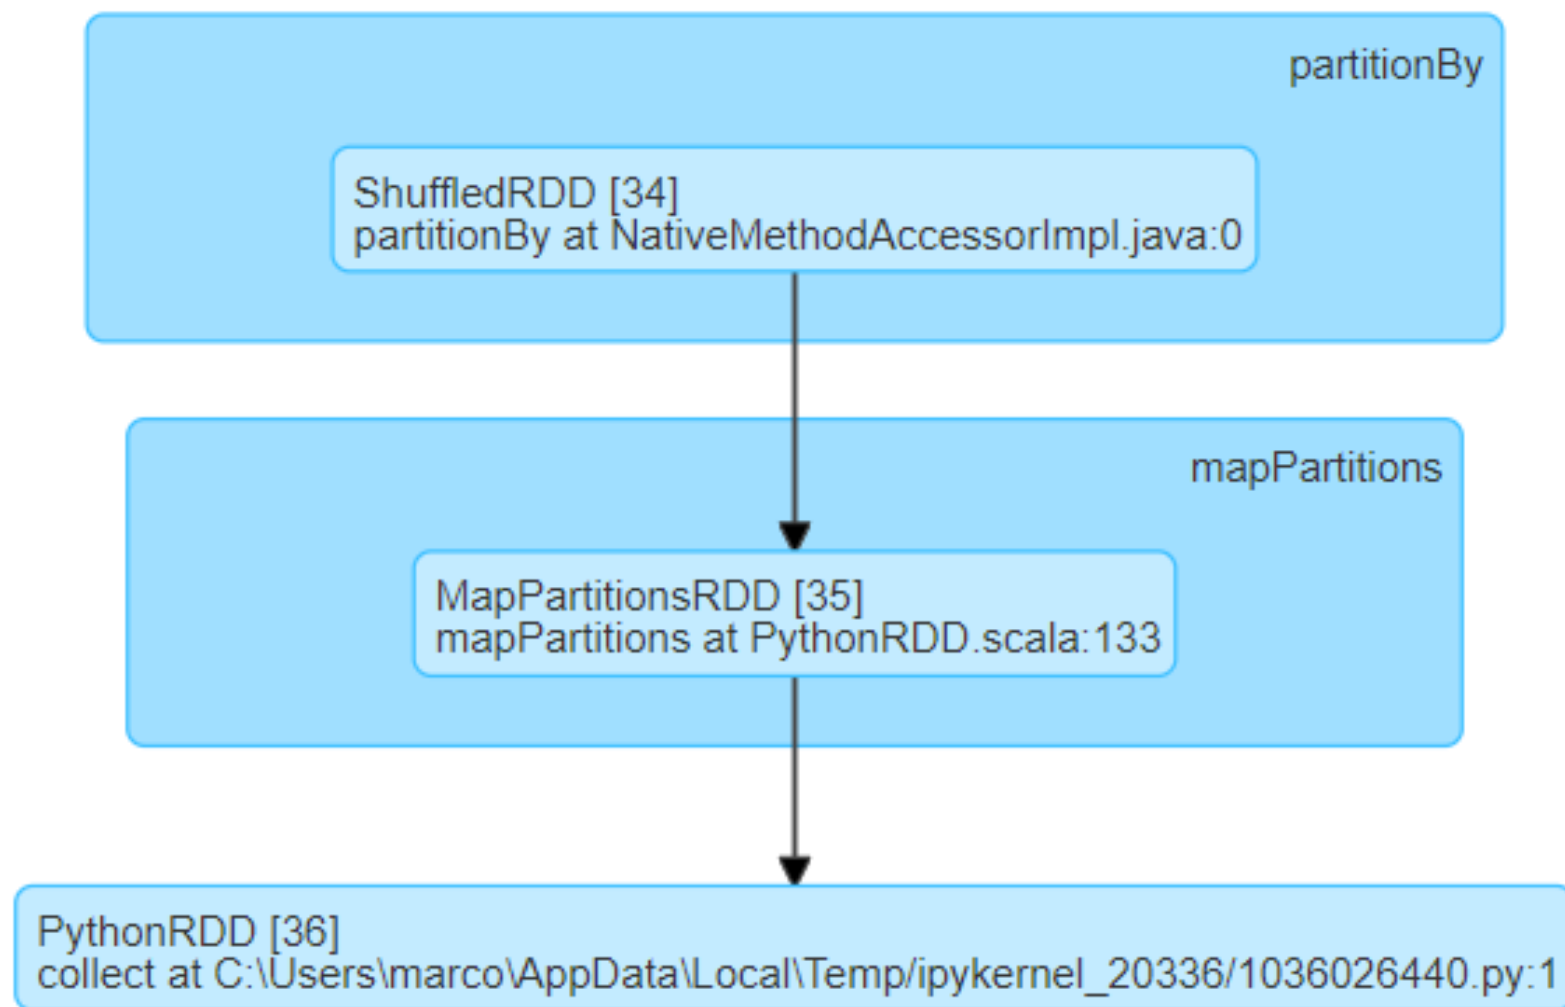 partitionBy
ShuffledRDD [34]
partitionBy at NativeMethodAccessorImpl.java:0
mapPartitions
MapPartitionsRDD [35]
mapPartitions at PythonRDD.scala:133
PythonRDD [36]
collect at C:\Users\marco\AppData\Local\Temp/ipykernel_20336/1036026440.py:1